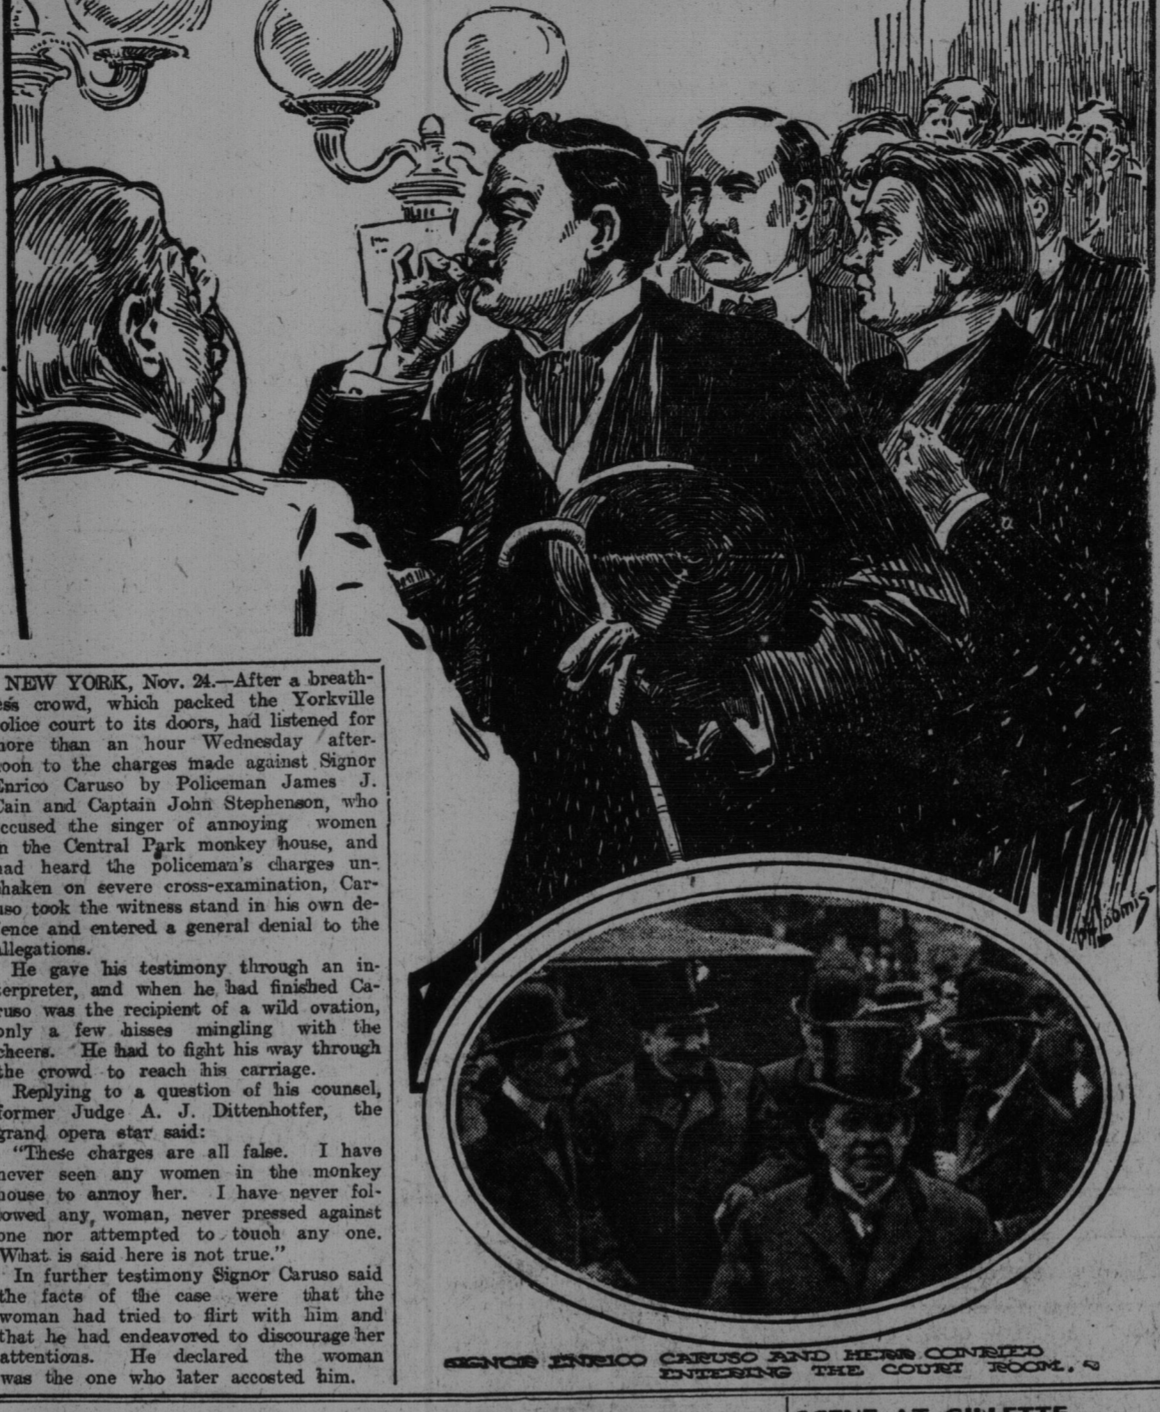 NEW YORK, Nov. 24.—After a breath-
ess crowd, which packed the Yorkville
olice court to its doors, had listened for
ore than an hour Wednesday after-
oon to the charges made against Signor
Enrico Caruso by Policeman James J.
Cain and Captain John Stephenson, who
ccused the singer of annoying women
n the Central Park monkey house, and
had heard the policeman's charges un-
haken on severe cross-examination, Car-
uso took the witness stand in his own de-
ence and entered a general denial to the
allegations.
He gave his testimony through an in-
erpreter, and when he had finished Ca-
ruso was the recipient of a wild ovation,
only a few hisses mingling with the
cheers. He had to fight his way through
the crowd to reach his carriage.
Replying to a question of his counsel,
former Judge A. J. Dittenhotfer, the
grand opera star said:
"These charges are all false. I have
never seen any women in the monkey
house to annoy her. I have never fol-
owed any woman, never pressed against
one nor attempted to touch any one.
What is said here is not true."
In further testimony Signor Caruso said
the facts of the case were that the
woman had tried to flirt with him and
that he had endeavored to discourage her
attentions. He declared the woman
was the one who later accosted him.
Loomis
SIGNOR ENRICO CARUSO AND HERR CONRIED
ENTERING THE COURT ROOM.